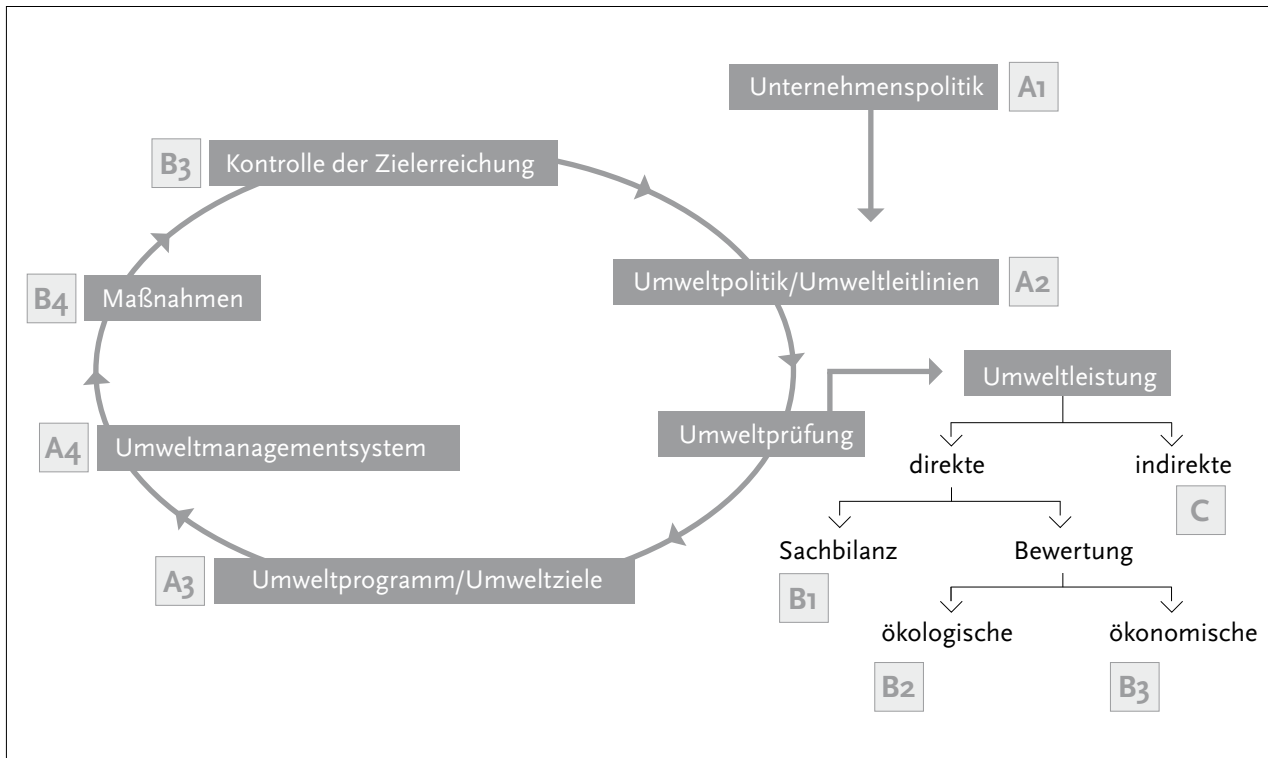 Unternehmenspolitik A1
B3 Kontrolle der Zielerreichung
Umweltpolitik/Umweltleitlinien A2
B4 Maßnahmen
Umweltleistung
Umweltprüfung
A4 Umweltmanagementsystem
direkte indirekte
C
Sachbilanz Bewertung
A3 Umweltprogramm/Umweltziele
B1
ökologische ökonomische
B2 B3